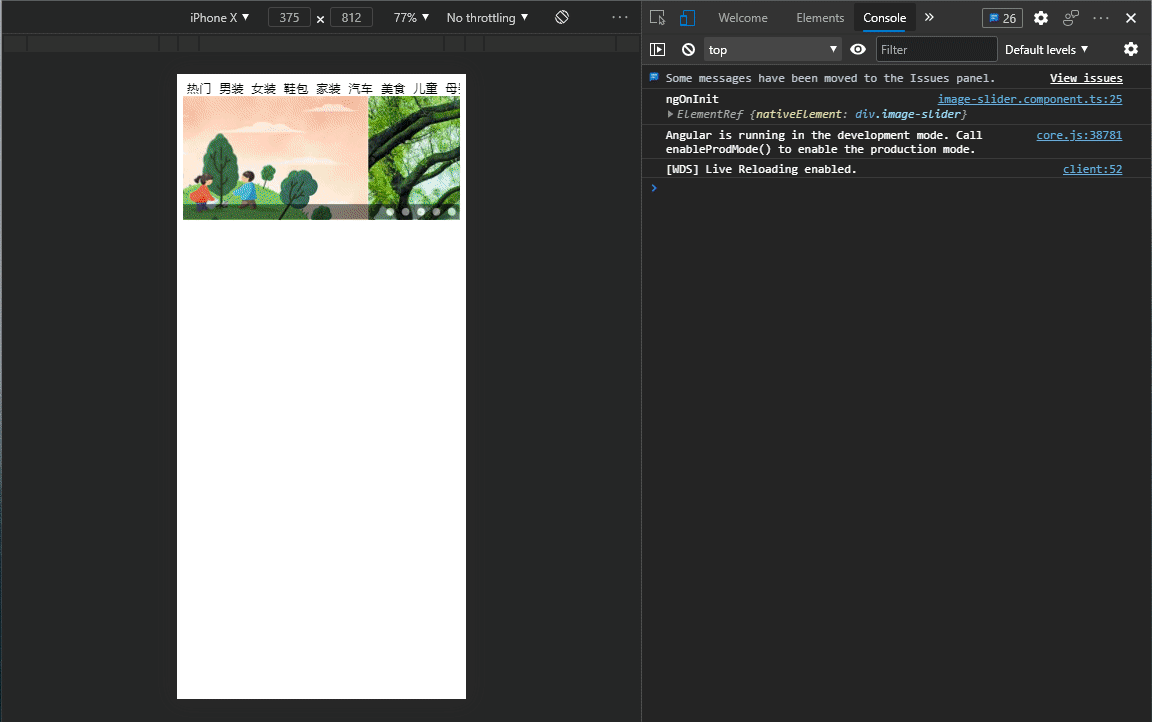 iPhone X 375 × 812 77% No throttling
Welcome Elements Console 26
top Filter Default levels
Some messages have been moved to the Issues panel. View issues
ngOnInit image-slider.component.ts:25
ElementRef {nativeElement: div.image-slider}
Angular is running in the development mode. Call core.js:38781
enableProdMode() to enable the production mode.
[WDS] Live Reloading enabled. client:52
热门 男装 女装 鞋包 家装 汽车 美食 儿童